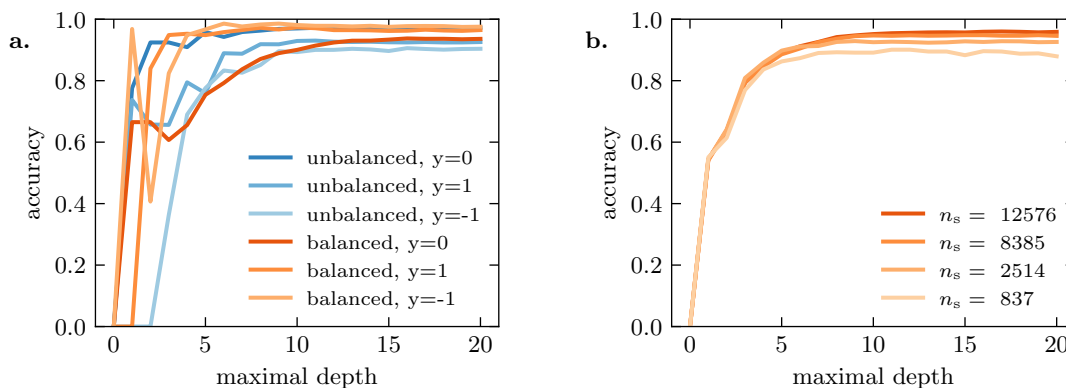 a.
accuracy
1.0
0.8
0.6
0.4
0.2
0.0
0 5 10 15 20
maximal depth
unbalanced, y=0
unbalanced, y=1
unbalanced, y=-1
balanced, y=0
balanced, y=1
balanced, y=-1
b.
accuracy
1.0
0.8
0.6
0.4
0.2
0.0
0 5 10 15 20
maximal depth
nₛ = 12576
nₛ = 8385
nₛ = 2514
nₛ = 837